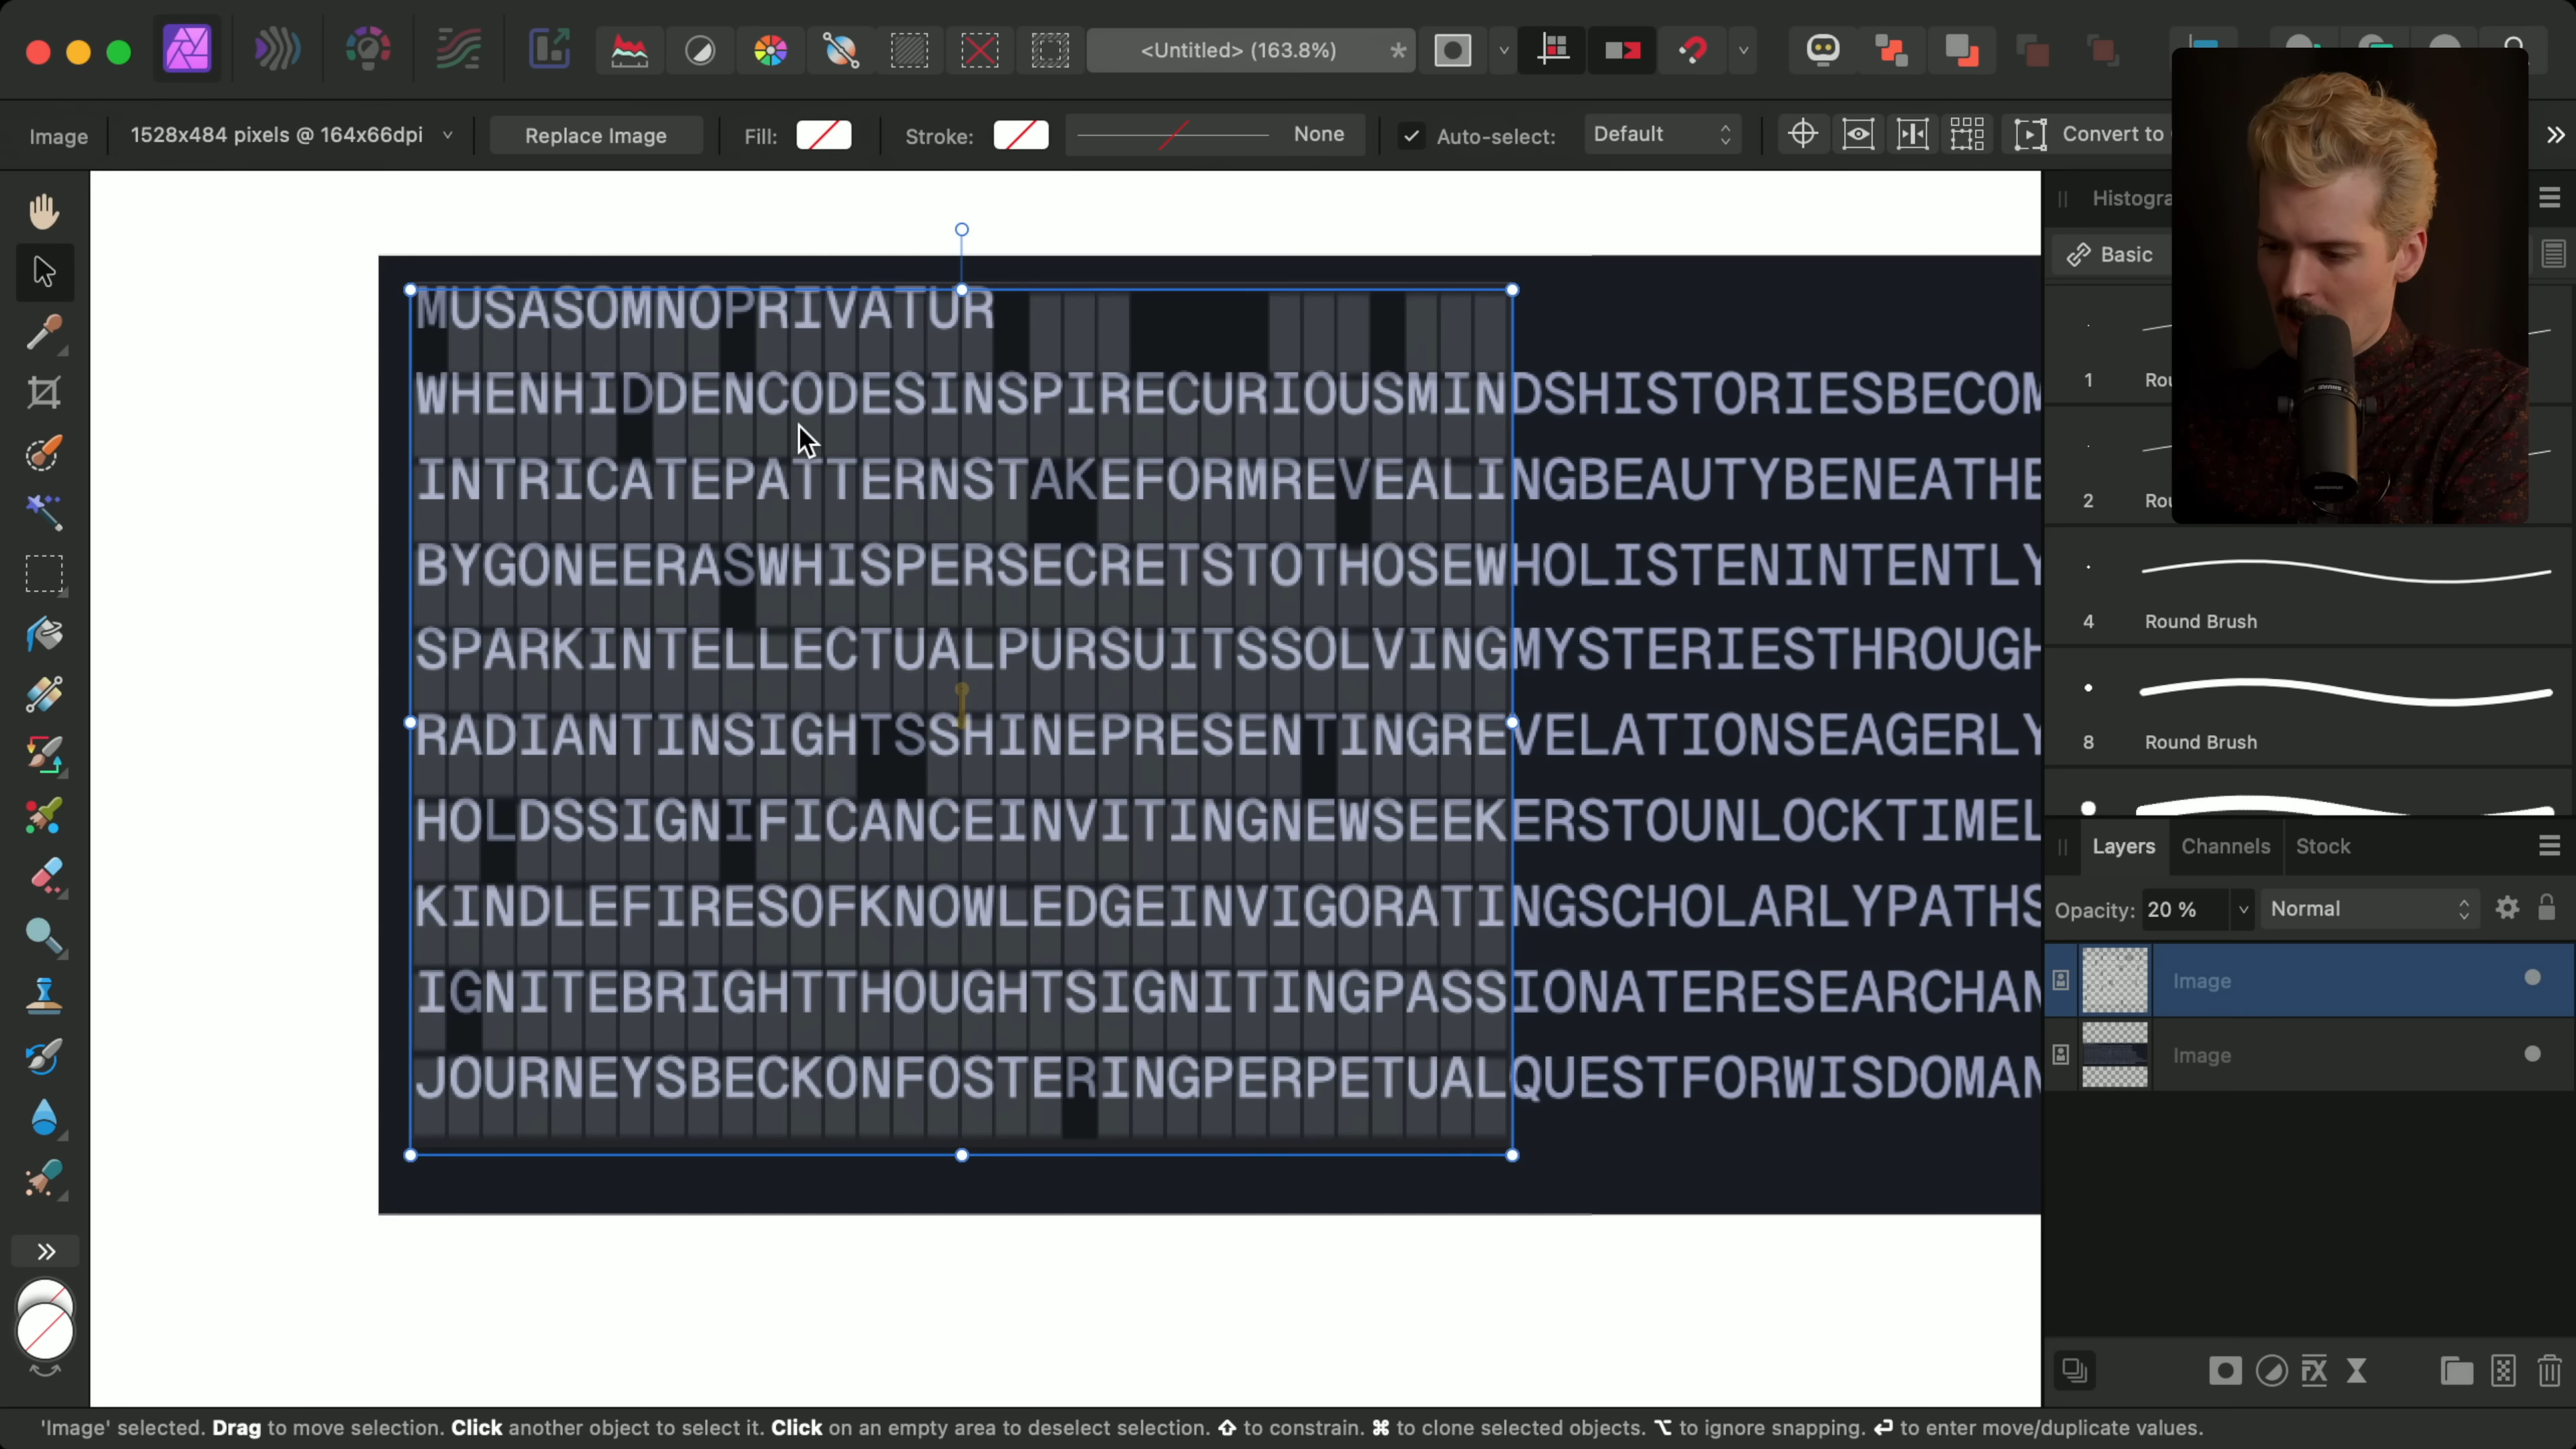 <Untitled> (163.8%) *
Image 1528x484 pixels @ 164x66dpi Replace Image Fill: Stroke: None Auto-select: Default Convert to
Histogra
Basic
MUSASOMNOPRIVATUR
WHENHIDDENCODESINSPIRECURIOUSMINDSHISTORIESBECOM
INTRICATEPATTERNSTAKEFORMREVEALINGBEAUTYBENEATHE
BYGONEERASWHISPERSECRETSTOTHOSEWHOLISTENINTENTLY
SPARKINTELLECTUALPURSUITSSOLVINGMYSTERIESTHROUGH
RADIANTINSIGHTSSHINEPRESENTINGREVELATIONSEAGERLY
HOLDSSIGNIFICANCEINVITINGNEWSEEKERSTOUNLOCKTIMEL
KINDLEFIRESOFKNOWLEDGEINVIGORATINGSCHOLARLYPATHS
IGNITEBRIGHTTHOUGHTSIGNITINGPASSIONATERESEARCHAN
JOURNEYSBECKONFOSTERINGPERPETUALQUESTFORWISDOMAN
1 Rou
2 Rou
4 Round Brush
8 Round Brush
Layers Channels Stock
Opacity: 20 % Normal
Image
Image
FX
'Image' selected. Drag to move selection. Click another object to select it. Click on an empty area to deselect selection. ⇧ to constrain. ⌘ to clone selected objects. ⌥ to ignore snapping. ⏎ to enter move/duplicate values.